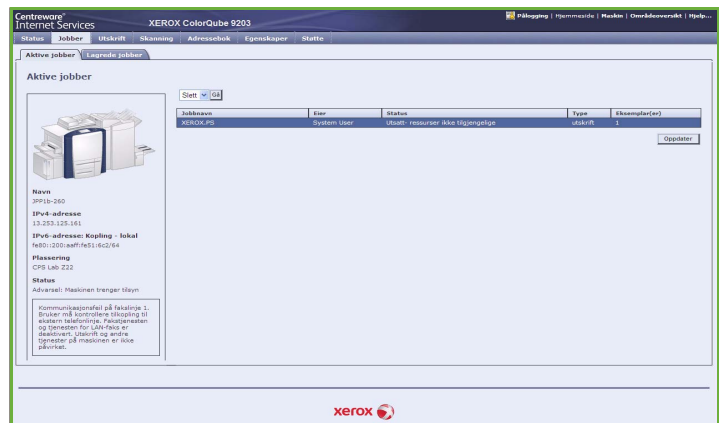 Centreware®
Internet Services
XEROX ColorQube 9203
Pålogging | Hjemmeside | Maskin | Områdeoversikt | Hjelp...
Status Jobber Utskrift Skanning Adressebok Egenskaper Støtte
Aktive jobber Lagrede jobber
Aktive jobber
Slett Gå
Jobbnavn Eier Status Type Eksemplar(er)
XEROX.PS System User Utsatt- ressurser ikke tilgjengelige utskrift 1
Oppdater
Navn
JPP1b-260
IPv4-adresse
13.253.125.161
IPv6-adresse: Kopling - lokal
fe80::200:aaff:fe51:6c2/64
Plassering
CPS Lab Z22
Status
Advarsel: Maskinen trenger tilsyn
Kommunikasjonsfeil på fakslinje 1.
Bruker må kontrollere tilkopling til
ekstern telefonlinje. Fakstjenesten
og tjenesten for LAN-faks er
deaktivert. Utskrift og andre
tjenester på maskinen er ikke
påvirket.
xerox